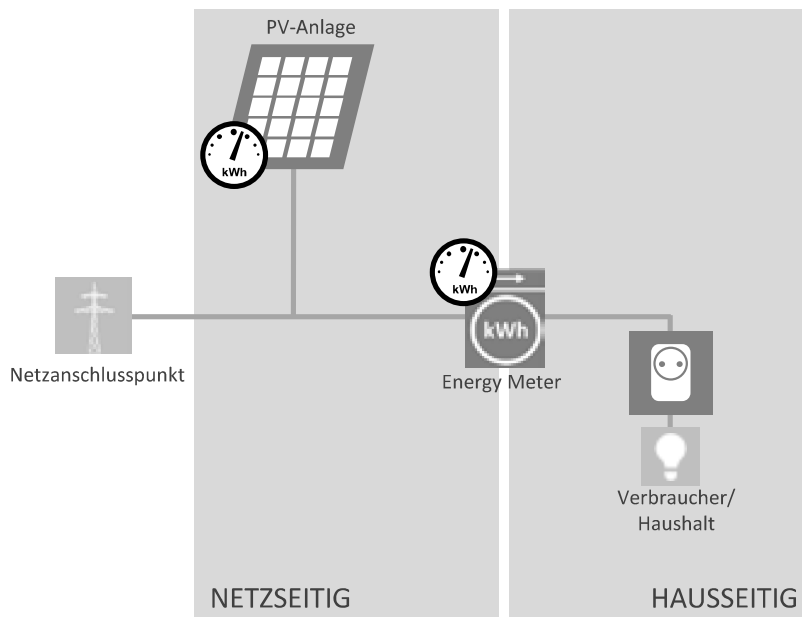 PV-Anlage
kWh
kWh
kWh
Netzanschlusspunkt
Energy Meter
Verbraucher/
Haushalt
NETZSEITIG
HAUSSEITIG